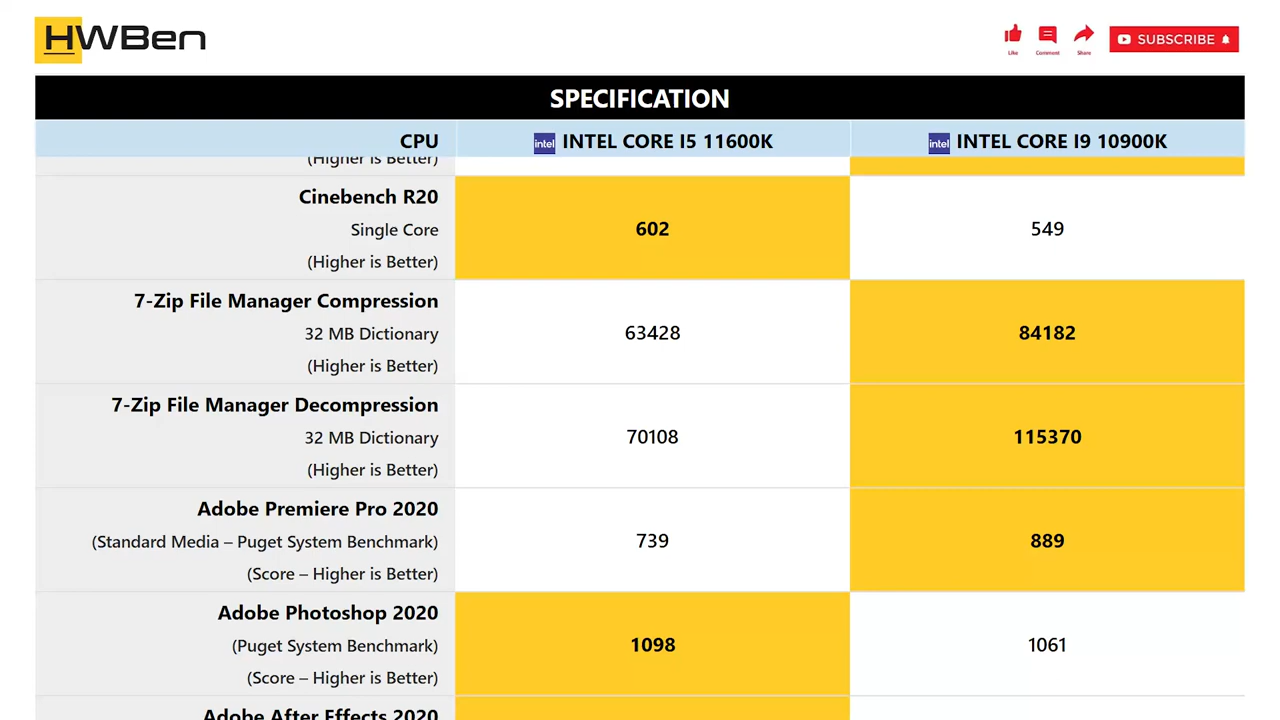 HWBen
Like
Comment
Share
SUBSCRIBE
SPECIFICATION
CPU
intel INTEL CORE I5 11600K
intel INTEL CORE I9 10900K
(Higher is Better)
Cinebench R20
Single Core
(Higher is Better)
602
549
7-Zip File Manager Compression
32 MB Dictionary
(Higher is Better)
63428
84182
7-Zip File Manager Decompression
32 MB Dictionary
(Higher is Better)
70108
115370
Adobe Premiere Pro 2020
(Standard Media – Puget System Benchmark)
(Score – Higher is Better)
739
889
Adobe Photoshop 2020
(Puget System Benchmark)
(Score – Higher is Better)
1098
1061
Adobe After Effects 2020